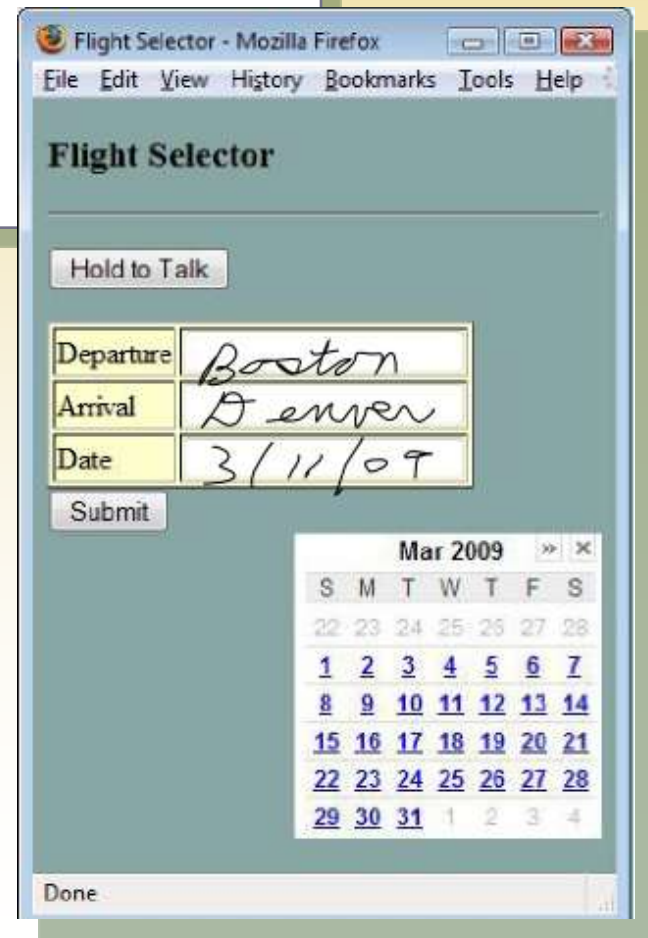 Flight Selector - Mozilla Firefox
File Edit View History Bookmarks Tools Help
Flight Selector
Hold to Talk
Departure Boston
Arrival Denver
Date 3/11/09
Submit
Mar 2009 » ×
S M T W T F S
22 23 24 25 26 27 28
1 2 3 4 5 6 7
8 9 10 11 12 13 14
15 16 17 18 19 20 21
22 23 24 25 26 27 28
29 30 31 1 2 3 4
Done